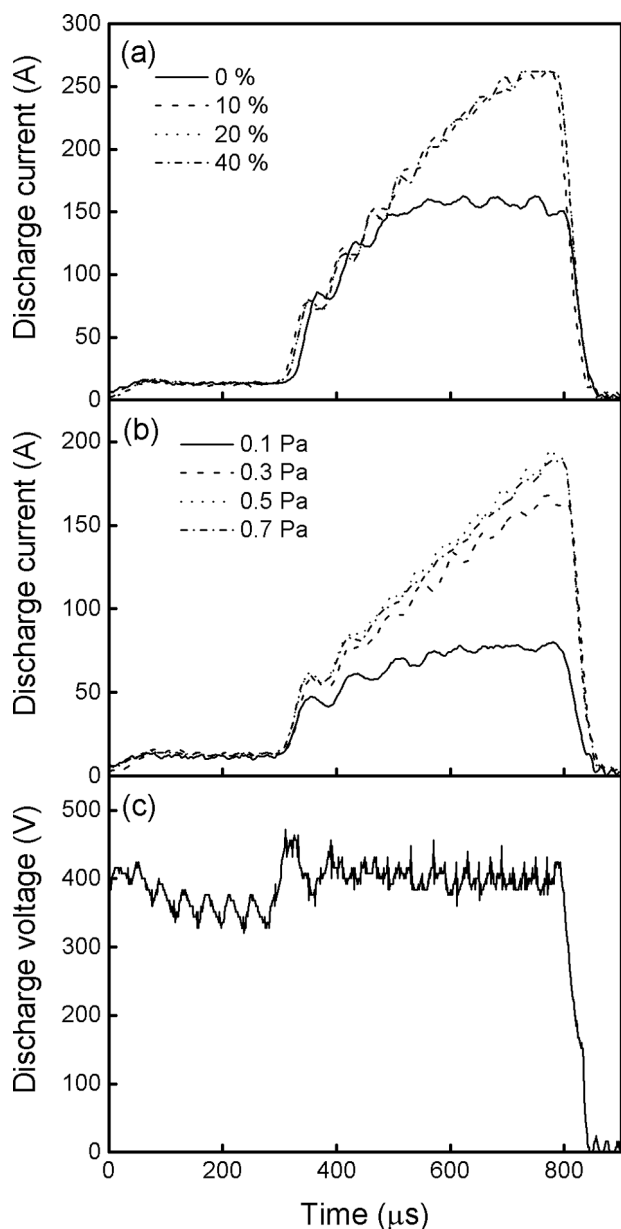 300
(a)
250
0 %
10 %
200
20 %
40 %
150
100
50
0
Discharge current (A)
(b)
200
0.1 Pa
0.3 Pa
150
0.5 Pa
0.7 Pa
100
50
0
Discharge current (A)
(c)
500
400
300
200
100
0
Discharge voltage (V)
0 200 400 600 800
Time (μs)